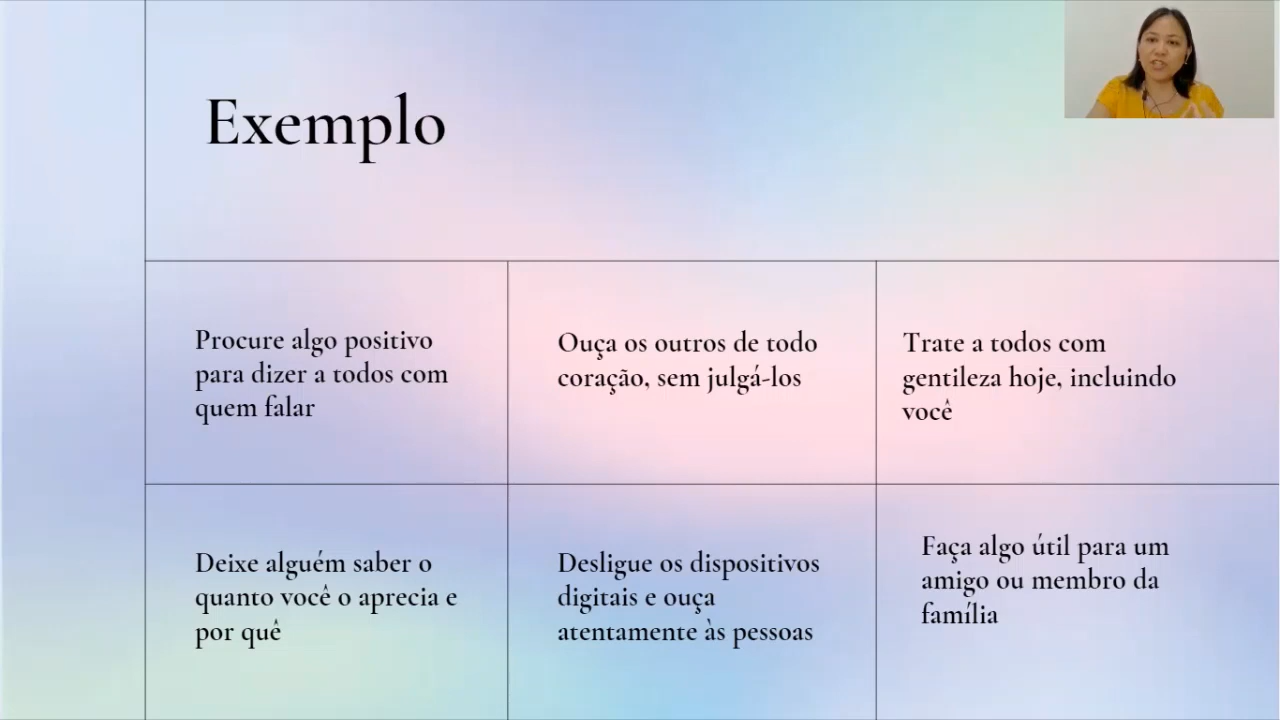 Exemplo
Procure algo positivo
para dizer a todos com
quem falar
Ouça os outros de todo
coração, sem julgá-los
Trate a todos com
gentileza hoje, incluindo
você
Deixe alguém saber o
quanto você o aprecia e
por quê
Desligue os dispositivos
digitais e ouça
atentamente às pessoas
Faça algo útil para um
amigo ou membro da
família